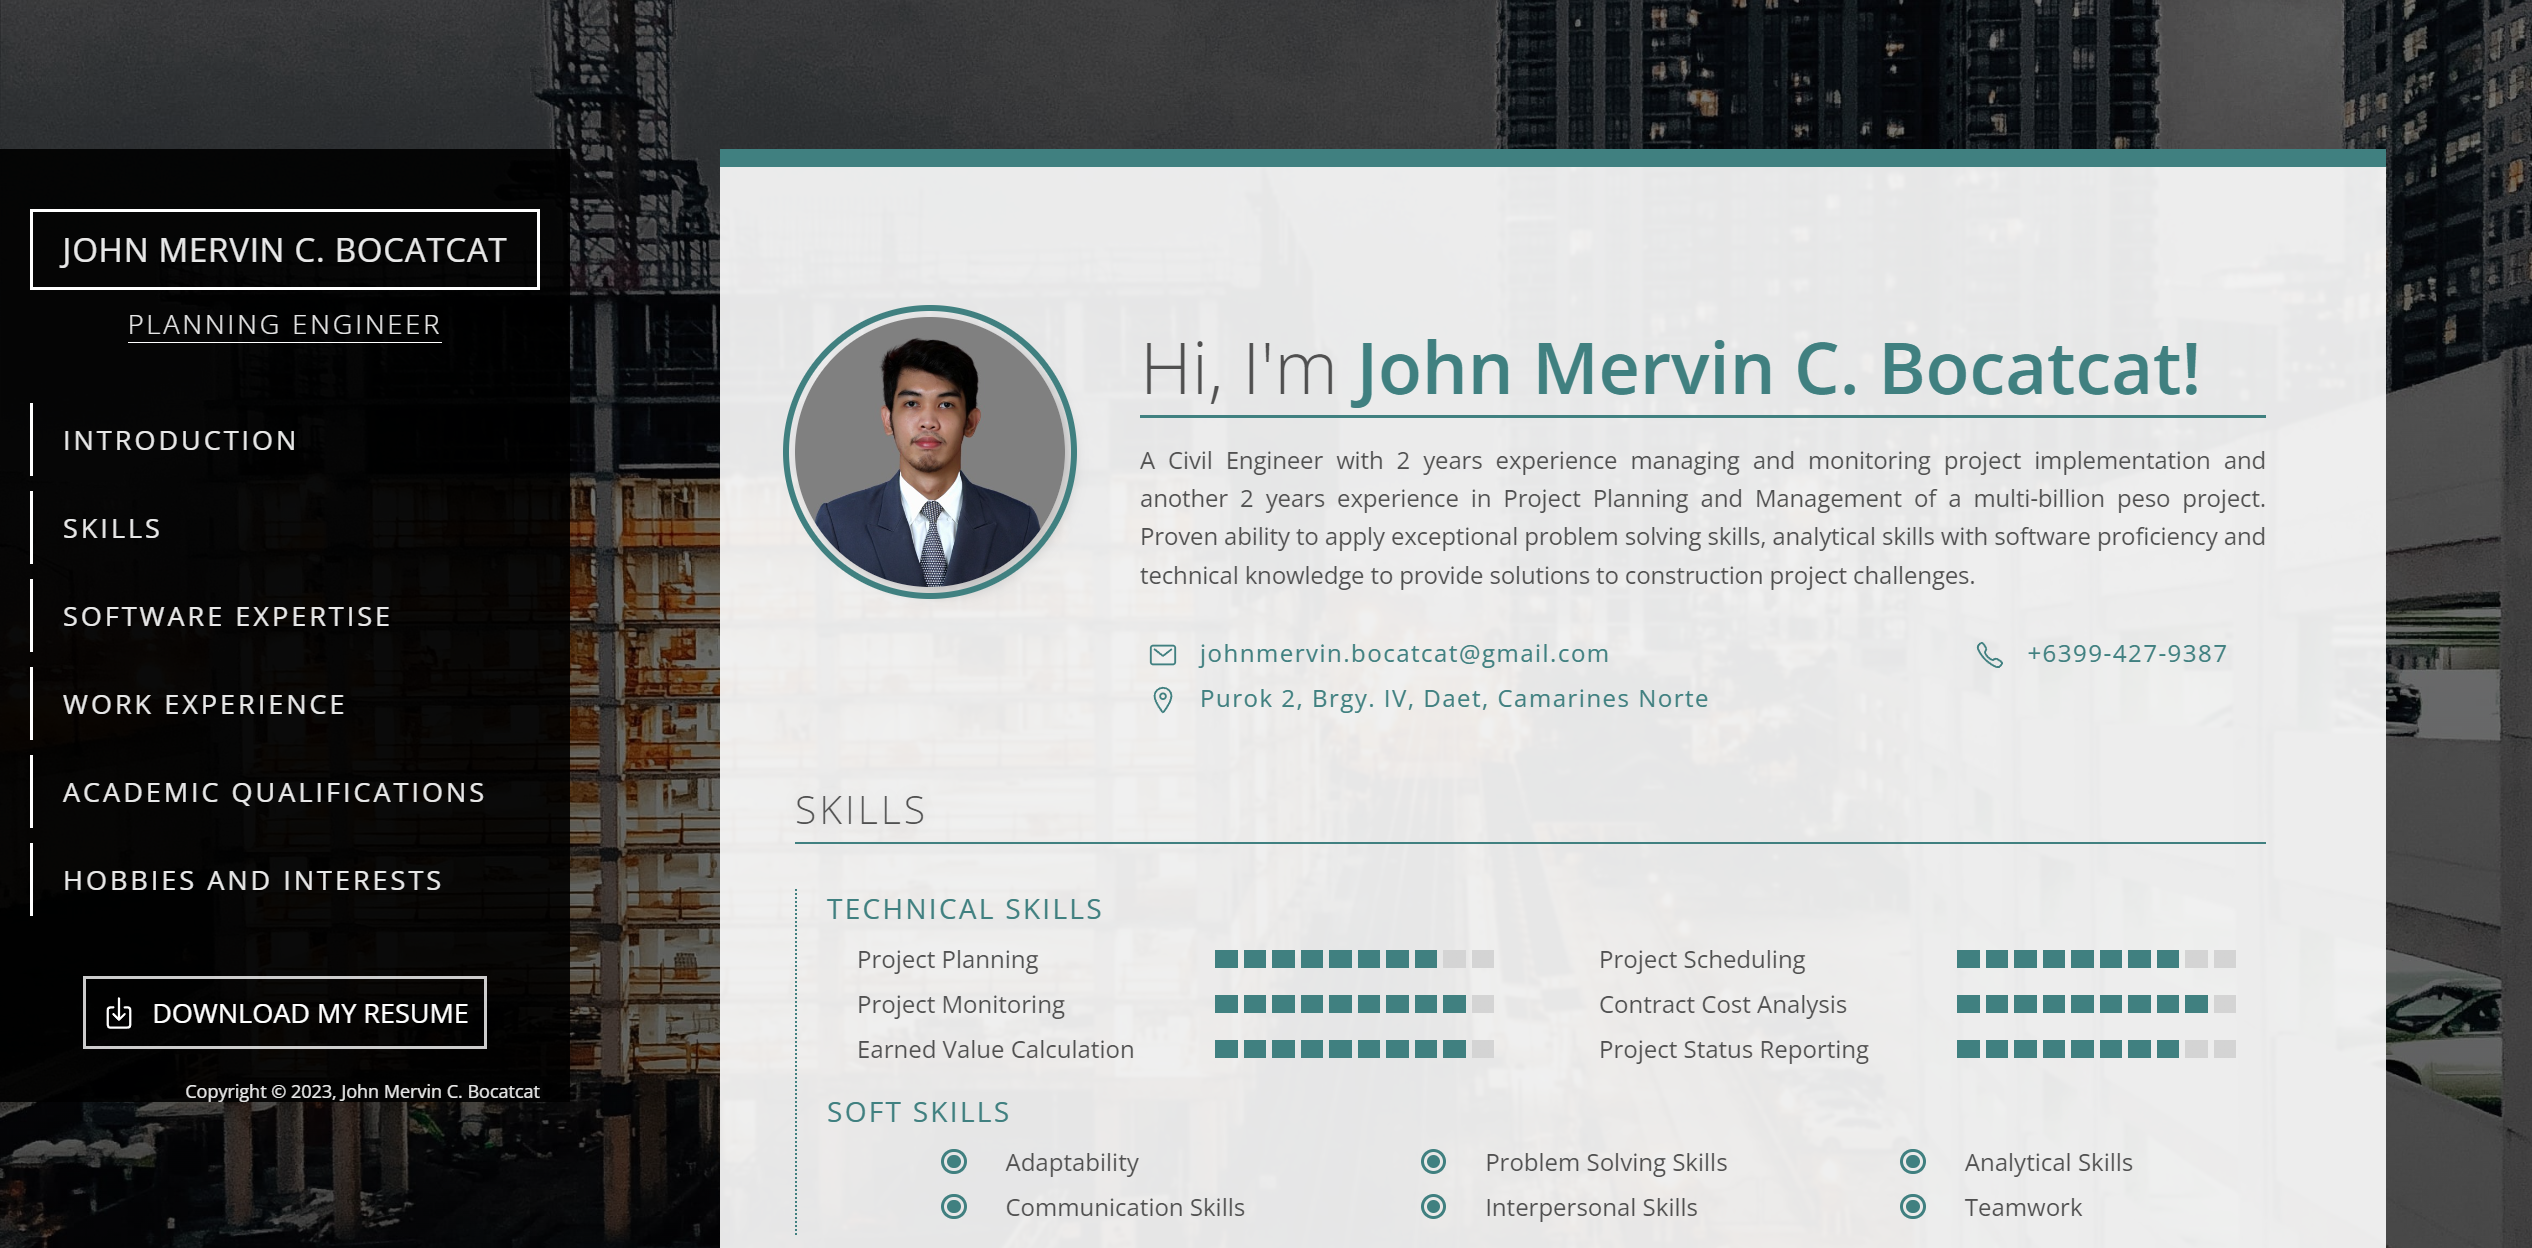 JOHN MERVIN C. BOCATCAT
PLANNING ENGINEER
INTRODUCTION
SKILLS
SOFTWARE EXPERTISE
WORK EXPERIENCE
ACADEMIC QUALIFICATIONS
HOBBIES AND INTERESTS
DOWNLOAD MY RESUME
Copyright © 2023, John Mervin C. Bocatcat
Hi, I'm John Mervin C. Bocatcat!
A Civil Engineer with 2 years experience managing and monitoring project implementation and
another 2 years experience in Project Planning and Management of a multi-billion peso project.
Proven ability to apply exceptional problem solving skills, analytical skills with software proficiency and
technical knowledge to provide solutions to construction project challenges.
johnmervin.bocatcat@gmail.com
+6399-427-9387
Purok 2, Brgy. IV, Daet, Camarines Norte
SKILLS
TECHNICAL SKILLS
Project Planning
Project Scheduling
Project Monitoring
Contract Cost Analysis
Earned Value Calculation
Project Status Reporting
SOFT SKILLS
Adaptability
Problem Solving Skills
Analytical Skills
Communication Skills
Interpersonal Skills
Teamwork